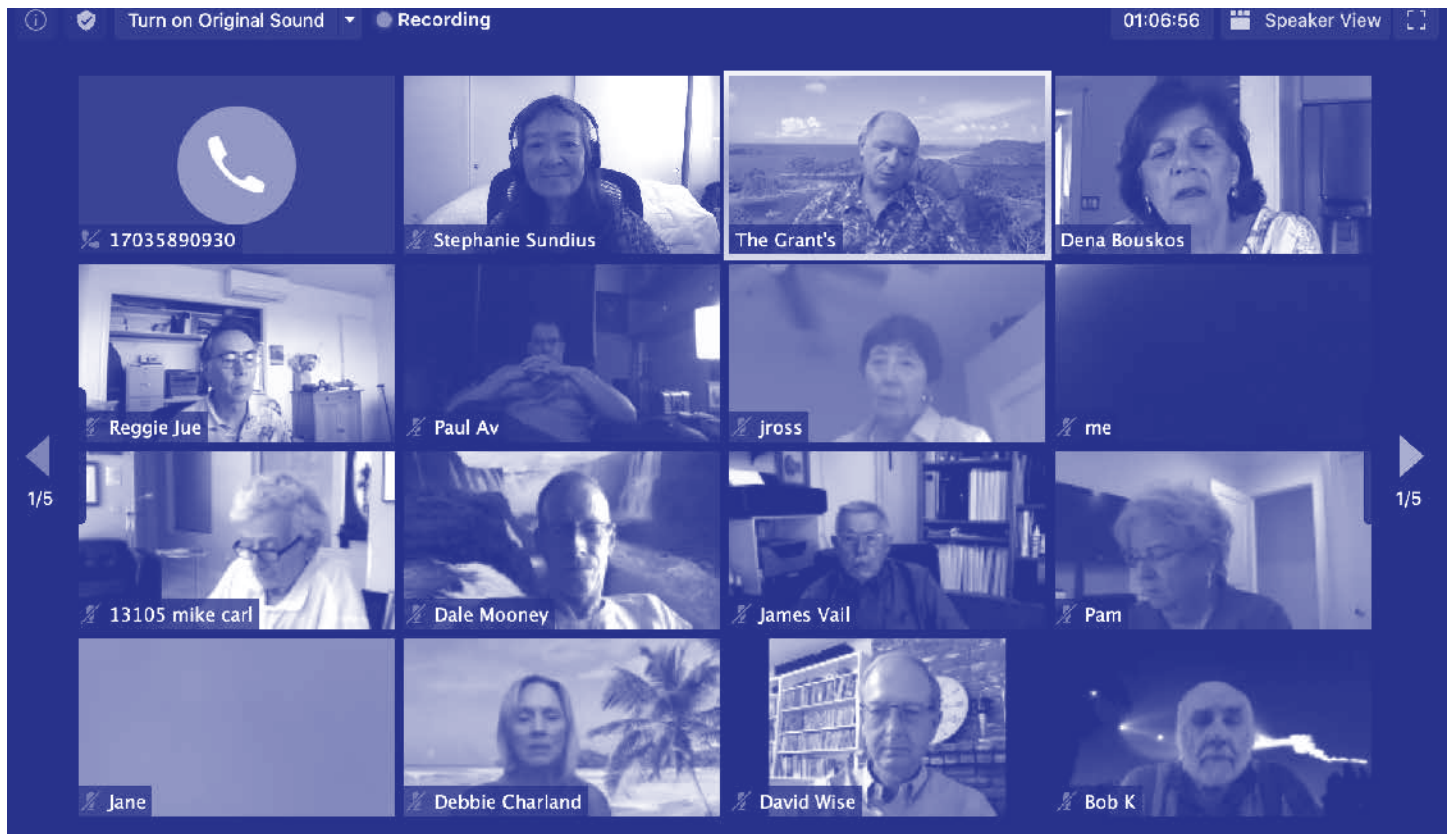 Turn on Original Sound
Recording
01:06:56
Speaker View
17035890930
Stephanie Sundius
The Grant's
Dena Bouskos
Reggie Jue
Paul Av
jross
me
1/5
1/5
13105 mike carl
Dale Mooney
James Vail
Pam
Jane
Debbie Charland
David Wise
Bob K